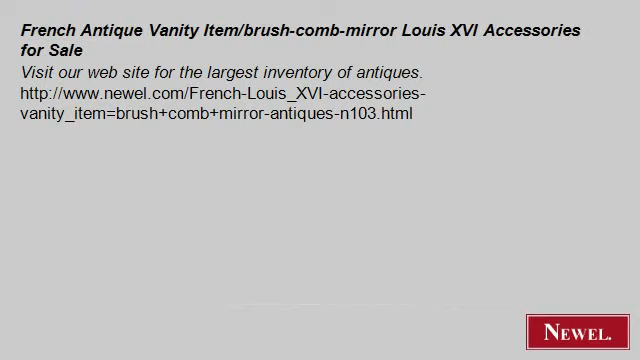 French Antique Vanity Item/brush-comb-mirror Louis XVI Accessories
for Sale
Visit our web site for the largest inventory of antiques.
http://www.newel.com/French-Louis_XVI-accessories-
vanity_item=brush+comb+mirror-antiques-n103.html
NEWEL.